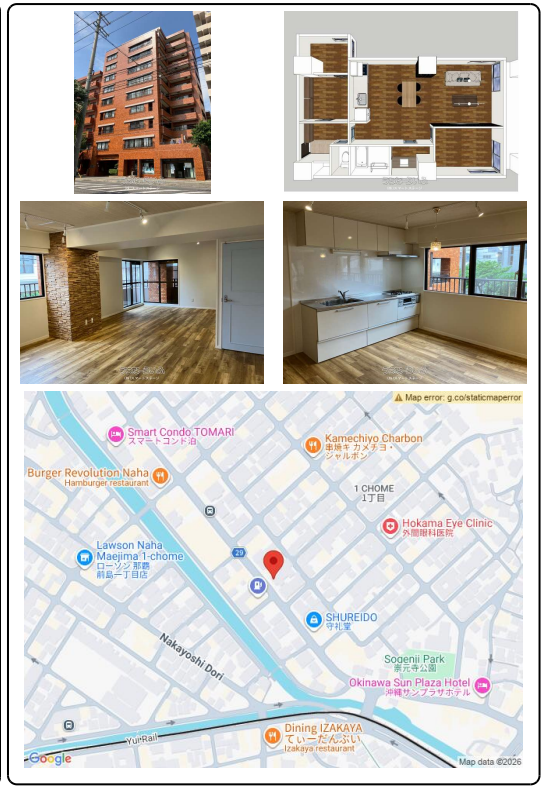 Map error: g.co/staticmaperror
Smart Condo TOMARI
スマートコンド泊
Kamechiyo Charbon
串焼き カメチヨ・
シャルボン
Burger Revolution Naha
Hamburger restaurant
1 CHOME
1丁目
Hokama Eye Clinic
外間眼科医院
Lawson Naha
Maejima 1-chome
ローソン 那覇
前島一丁目店
29
SHUREIDO
守礼堂
Nakayoshi Dori
Sogenji Park
崇元寺公園
Okinawa Sun Plaza Hotel
沖縄サンプラザホテル
Yui Rail
Dining IZAKAYA
てぃーだんぶい
Izakaya restaurant
Google
Map data ©2026